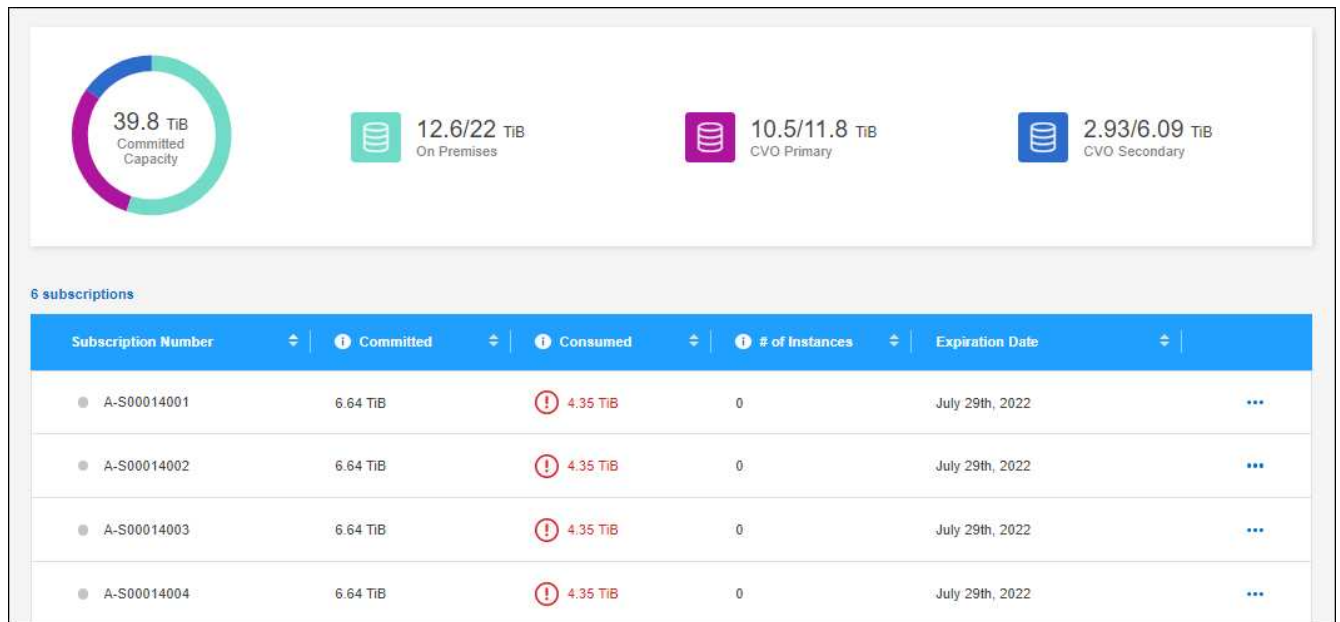 39.8 TiB
Committed
Capacity
12.6/22 TiB
On Premises
10.5/11.8 TiB
CVO Primary
2.93/6.09 TiB
CVO Secondary
6 subscriptions
Subscription Number Committed Consumed # of Instances Expiration Date
A-S00014001 6.64 TiB 4.35 TiB 0 July 29th, 2022
A-S00014002 6.64 TiB 4.35 TiB 0 July 29th, 2022
A-S00014003 6.64 TiB 4.35 TiB 0 July 29th, 2022
A-S00014004 6.64 TiB 4.35 TiB 0 July 29th, 2022